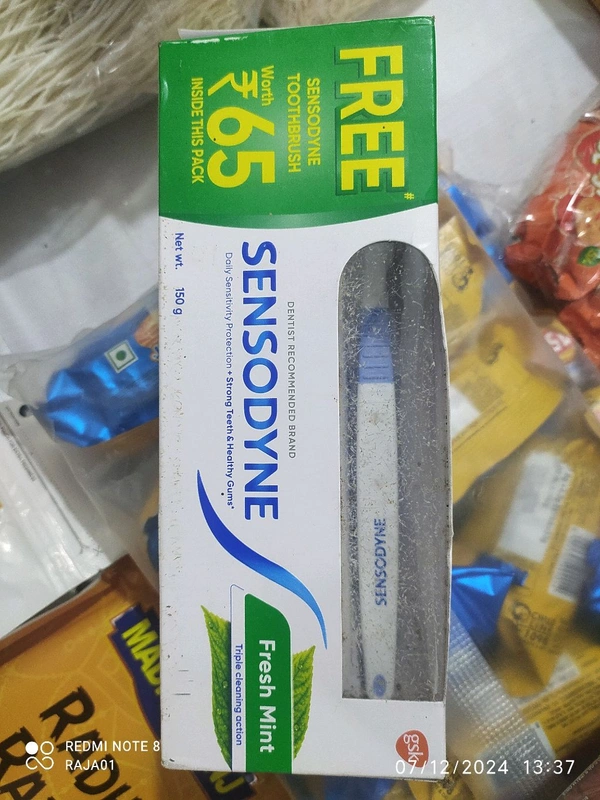 FREE#
SENSODYNE
TOOTHBRUSH
Worth
₹65
INSIDE THIS PACK
DENTIST RECOMMENDED BRAND
SENSODYNE
Daily Sensitivity Protection + Strong Teeth & Healthy Gums*
Net wt. 150 g
SENSODYNE
Fresh Mint
Triple cleaning action
gsk
REDMI NOTE 8
RAJA01
07/12/2024 13:37